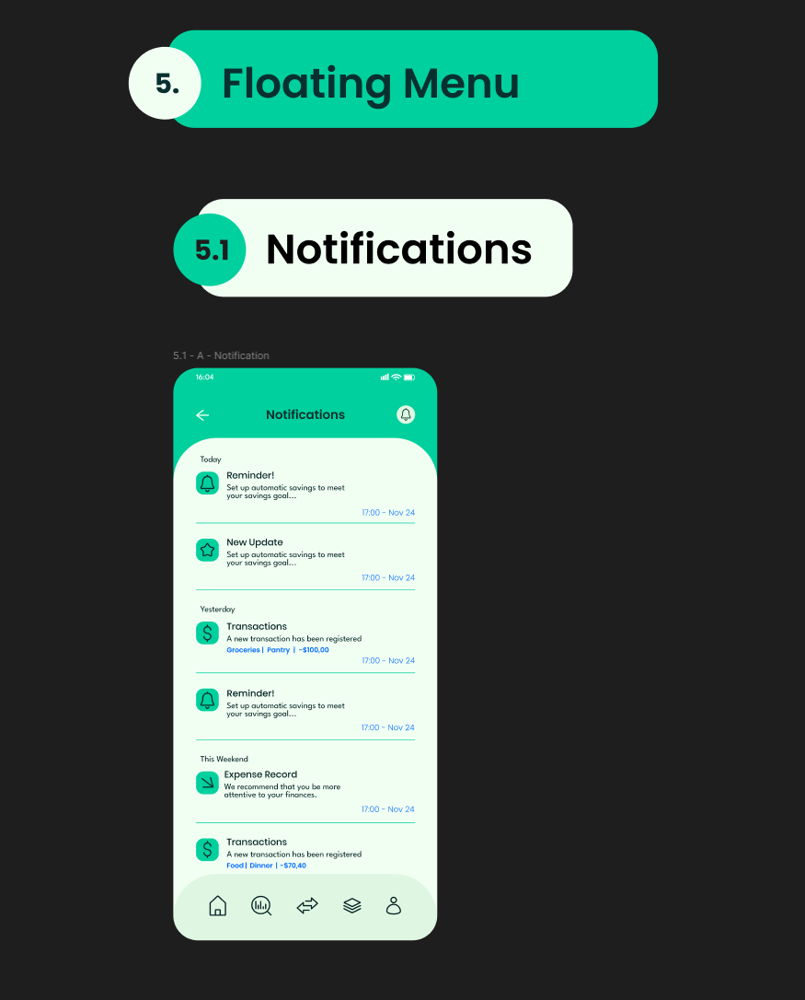 5.
Floating Menu
5.1
Notifications
5.1 - A - Notification
16:04
Notifications
Today
Reminder!
Set up automatic savings to meet
your savings goal...
17:00 - Nov 24
New Update
Set up automatic savings to meet
your savings goal...
17:00 - Nov 24
Yesterday
Transactions
A new transaction has been registered
Groceries | Pantry | -$100,00
17:00 - Nov 24
Reminder!
Set up automatic savings to meet
your savings goal...
17:00 - Nov 24
This Weekend
Expense Record
We recommend that you be more
attentive to your finances.
17:00 - Nov 24
Transactions
A new transaction has been registered
Food | Dinner | -$70,40